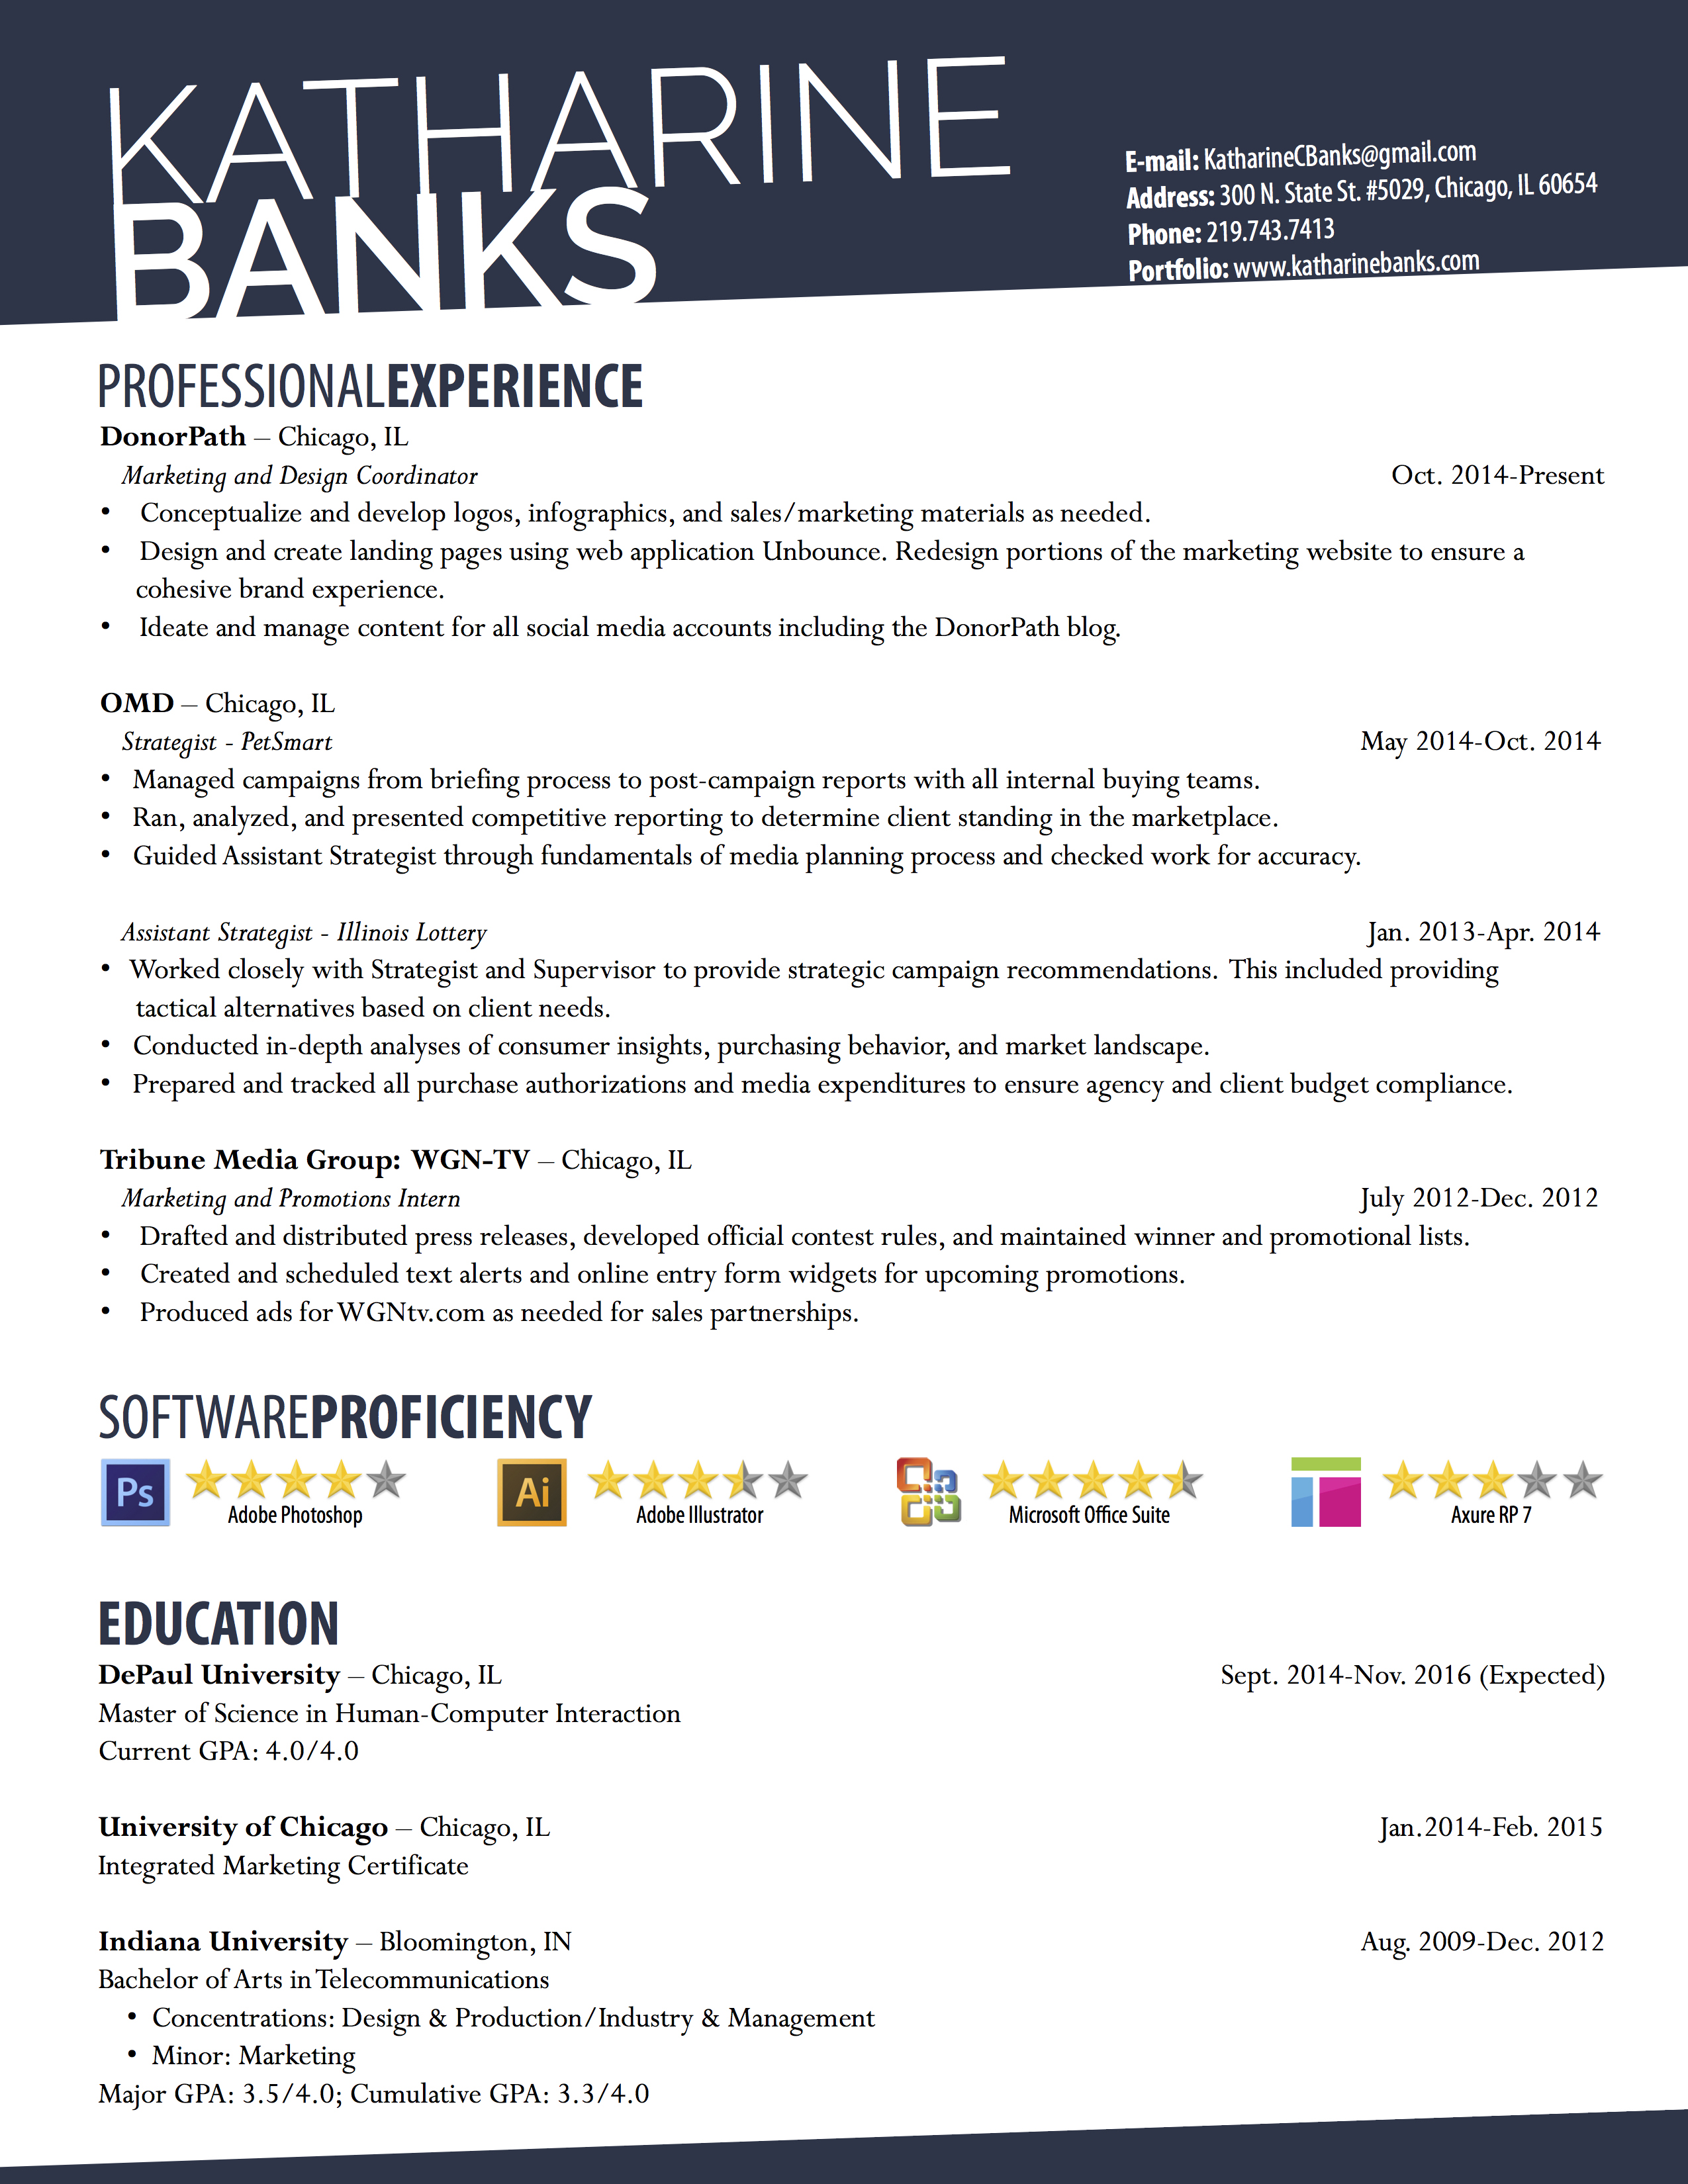 KATHARINE
BANKS
E-mail: KatharineCBanks@gmail.com
Address: 300 N. State St. #5029, Chicago, IL 60654
Phone: 219.743.7413
Portfolio: www.katharinebanks.com
PROFESSIONALEXPERIENCE
DonorPath – Chicago, IL
Marketing and Design Coordinator Oct. 2014-Present
• Conceptualize and develop logos, infographics, and sales/marketing materials as needed.
• Design and create landing pages using web application Unbounce. Redesign portions of the marketing website to ensure a
cohesive brand experience.
• Ideate and manage content for all social media accounts including the DonorPath blog.
OMD – Chicago, IL
Strategist - PetSmart May 2014-Oct. 2014
• Managed campaigns from briefing process to post-campaign reports with all internal buying teams.
• Ran, analyzed, and presented competitive reporting to determine client standing in the marketplace.
• Guided Assistant Strategist through fundamentals of media planning process and checked work for accuracy.
Assistant Strategist - Illinois Lottery Jan. 2013-Apr. 2014
• Worked closely with Strategist and Supervisor to provide strategic campaign recommendations. This included providing
tactical alternatives based on client needs.
• Conducted in-depth analyses of consumer insights, purchasing behavior, and market landscape.
• Prepared and tracked all purchase authorizations and media expenditures to ensure agency and client budget compliance.
Tribune Media Group: WGN-TV – Chicago, IL
Marketing and Promotions Intern July 2012-Dec. 2012
• Drafted and distributed press releases, developed official contest rules, and maintained winner and promotional lists.
• Created and scheduled text alerts and online entry form widgets for upcoming promotions.
• Produced ads for WGNtv.com as needed for sales partnerships.
SOFTWAREPROFICIENCY
Ps Ai
Adobe Photoshop Adobe Illustrator Microsoft Office Suite Axure RP 7
EDUCATION
DePaul University – Chicago, IL Sept. 2014-Nov. 2016 (Expected)
Master of Science in Human-Computer Interaction
Current GPA: 4.0/4.0
University of Chicago – Chicago, IL Jan.2014-Feb. 2015
Integrated Marketing Certificate
Indiana University – Bloomington, IN Aug. 2009-Dec. 2012
Bachelor of Arts in Telecommunications
• Concentrations: Design & Production/Industry & Management
• Minor: Marketing
Major GPA: 3.5/4.0; Cumulative GPA: 3.3/4.0